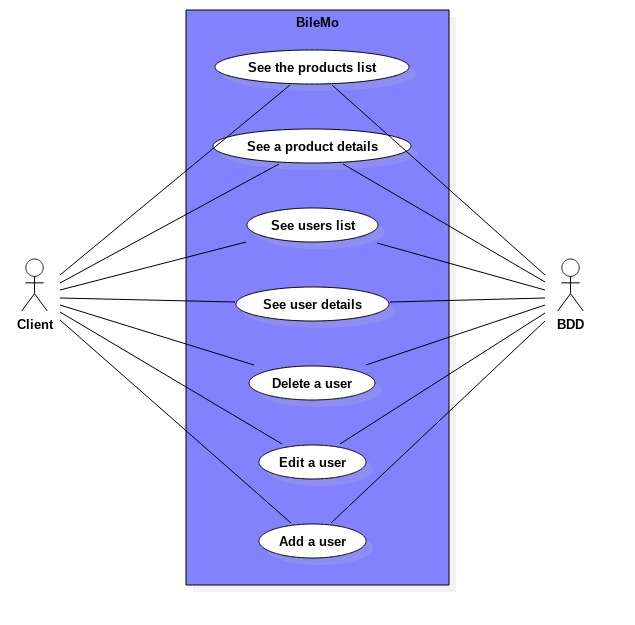 BileMo
See the products list
See a product details
See users list
See user details
Client
BDD
Delete a user
Edit a user
Add a user